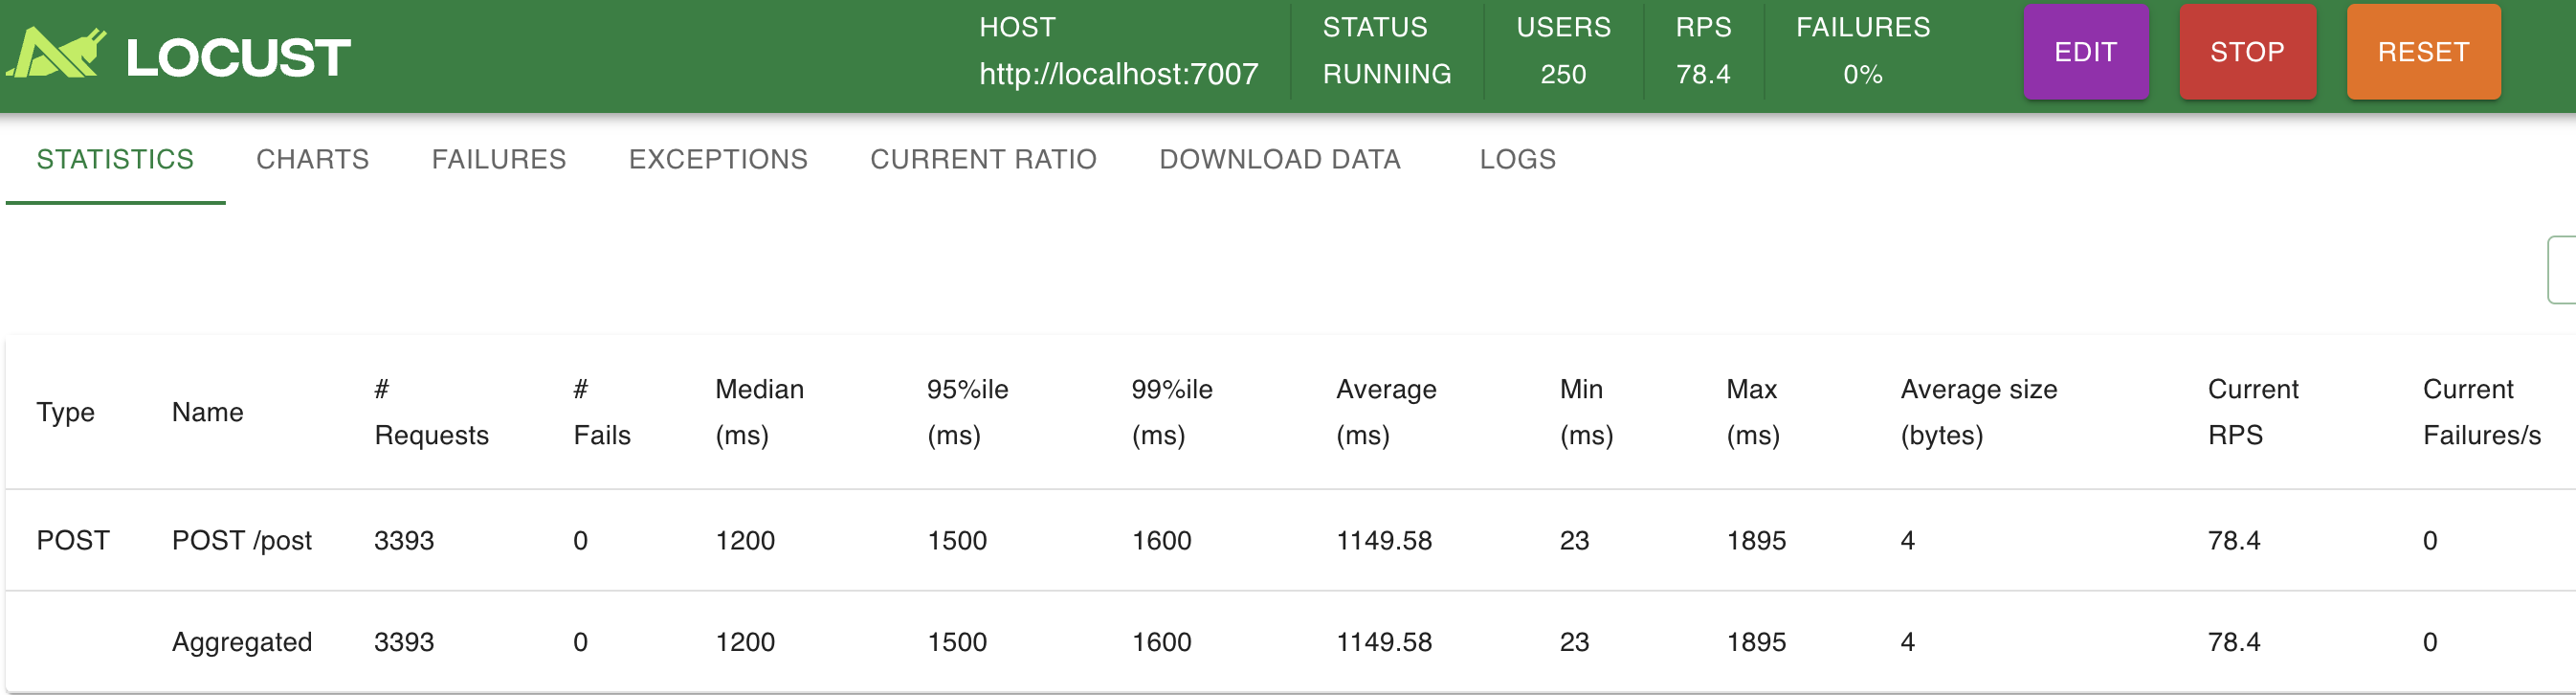 LOCUST
HOST STATUS USERS RPS FAILURES
http://localhost:7007 RUNNING 250 78.4 0%
EDIT STOP RESET
STATISTICS CHARTS FAILURES EXCEPTIONS CURRENT RATIO DOWNLOAD DATA LOGS
Type Name # Requests # Fails Median (ms) 95%ile (ms) 99%ile (ms) Average (ms) Min (ms) Max (ms) Average size (bytes) Current RPS Current Failures/s
POST POST /post 3393 0 1200 1500 1600 1149.58 23 1895 4 78.4 0
Aggregated 3393 0 1200 1500 1600 1149.58 23 1895 4 78.4 0